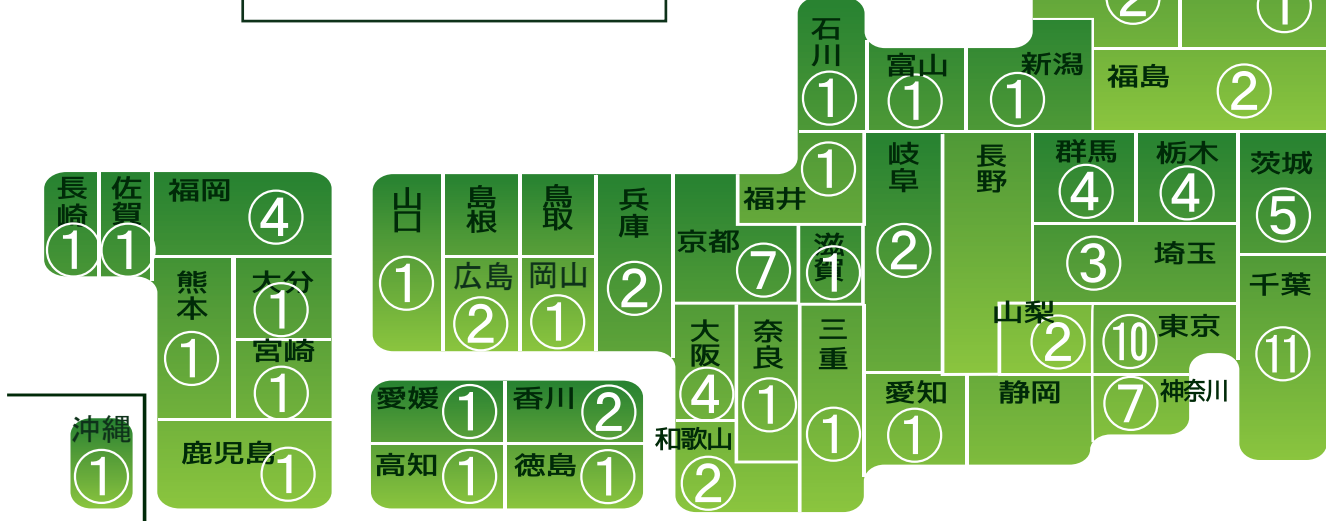 ② ①
石川 ①
富山 ①
新潟 ①
福島 ②
長崎 ①
佐賀 ①
福岡 ④
山口 ①
島根
鳥取
兵庫 ②
京都 ⑦
福井 ①
滋賀 ①
岐阜 ②
長野
群馬 ④
栃木 ④
茨城 ⑤
埼玉 ③
千葉 ⑪
熊本 ①
大分 ①
宮崎 ①
広島 ②
岡山 ①
大阪 ④
奈良 ①
三重 ①
山梨 ②
東京 ⑩
神奈川 ⑦
愛知 ①
静岡
愛媛 ①
香川 ②
高知 ①
徳島 ①
和歌山 ②
鹿児島 ①
沖縄 ①